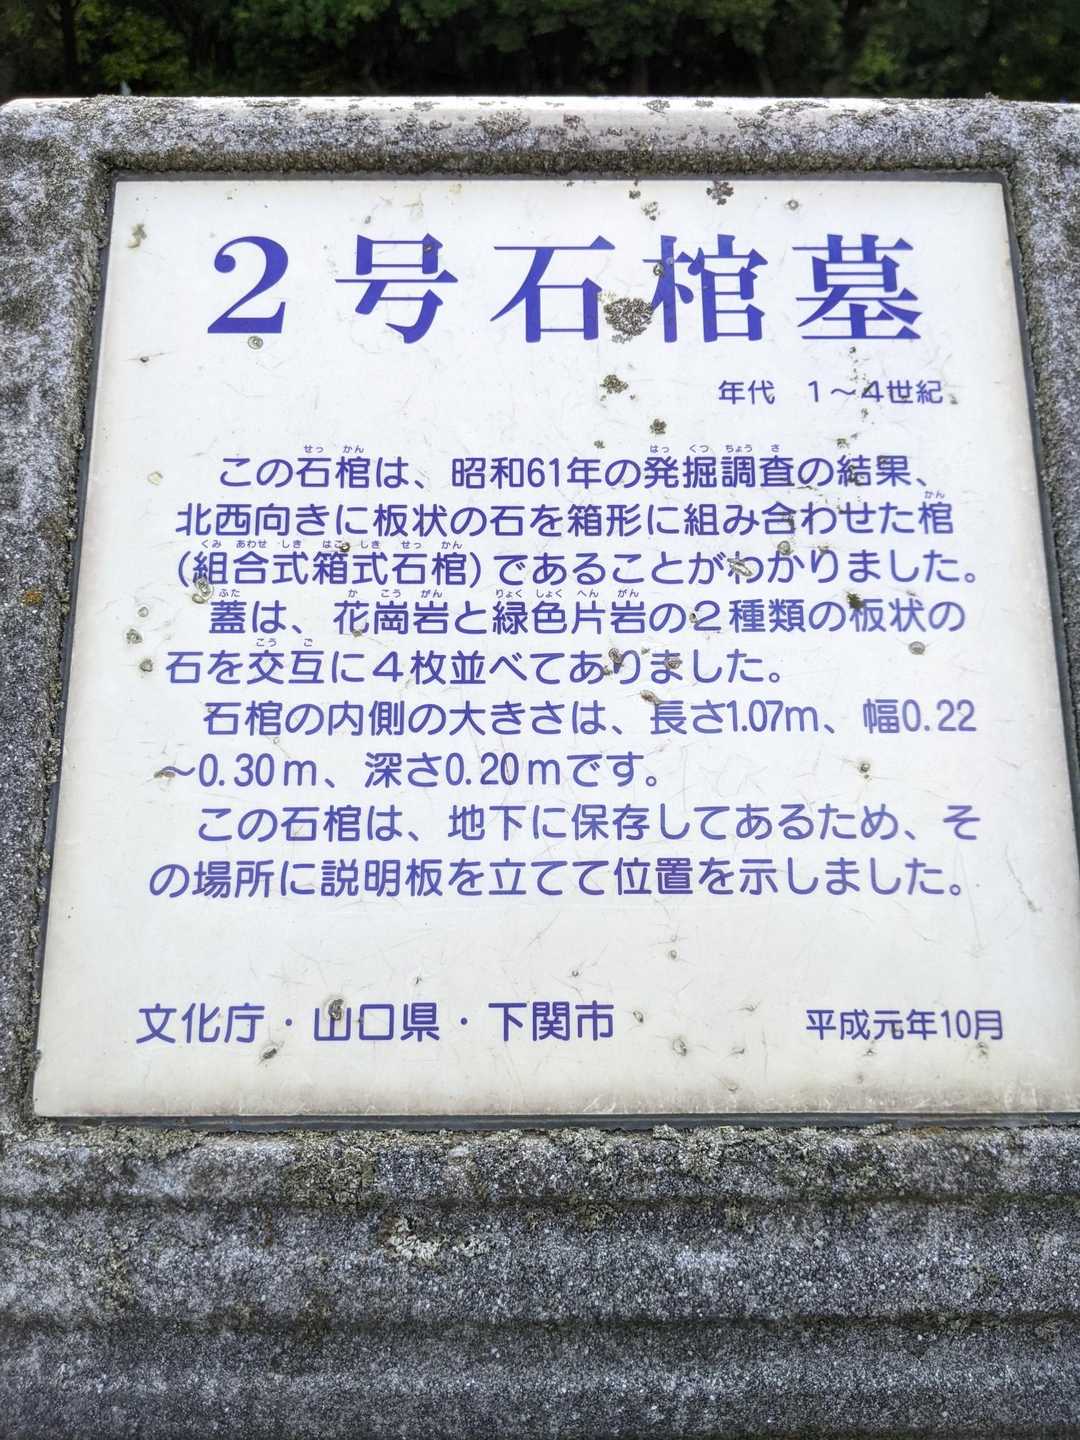 2号石棺墓
年代　1～4世紀
この石棺は、昭和61年の発掘調査の結果、
北西向きに板状の石を箱形に組み合わせた棺
(組合式箱式石棺)であることがわかりました。
蓋は、花崗岩と緑色片岩の2種類の板状の
石を交互に4枚並べてありました。
石棺の内側の大きさは、長さ1.07m、幅0.22
～0.30m、深さ0.20mです。
この石棺は、地下に保存してあるため、そ
の場所に説明板を立てて位置を示しました。
文化庁・山口県・下関市　平成元年10月